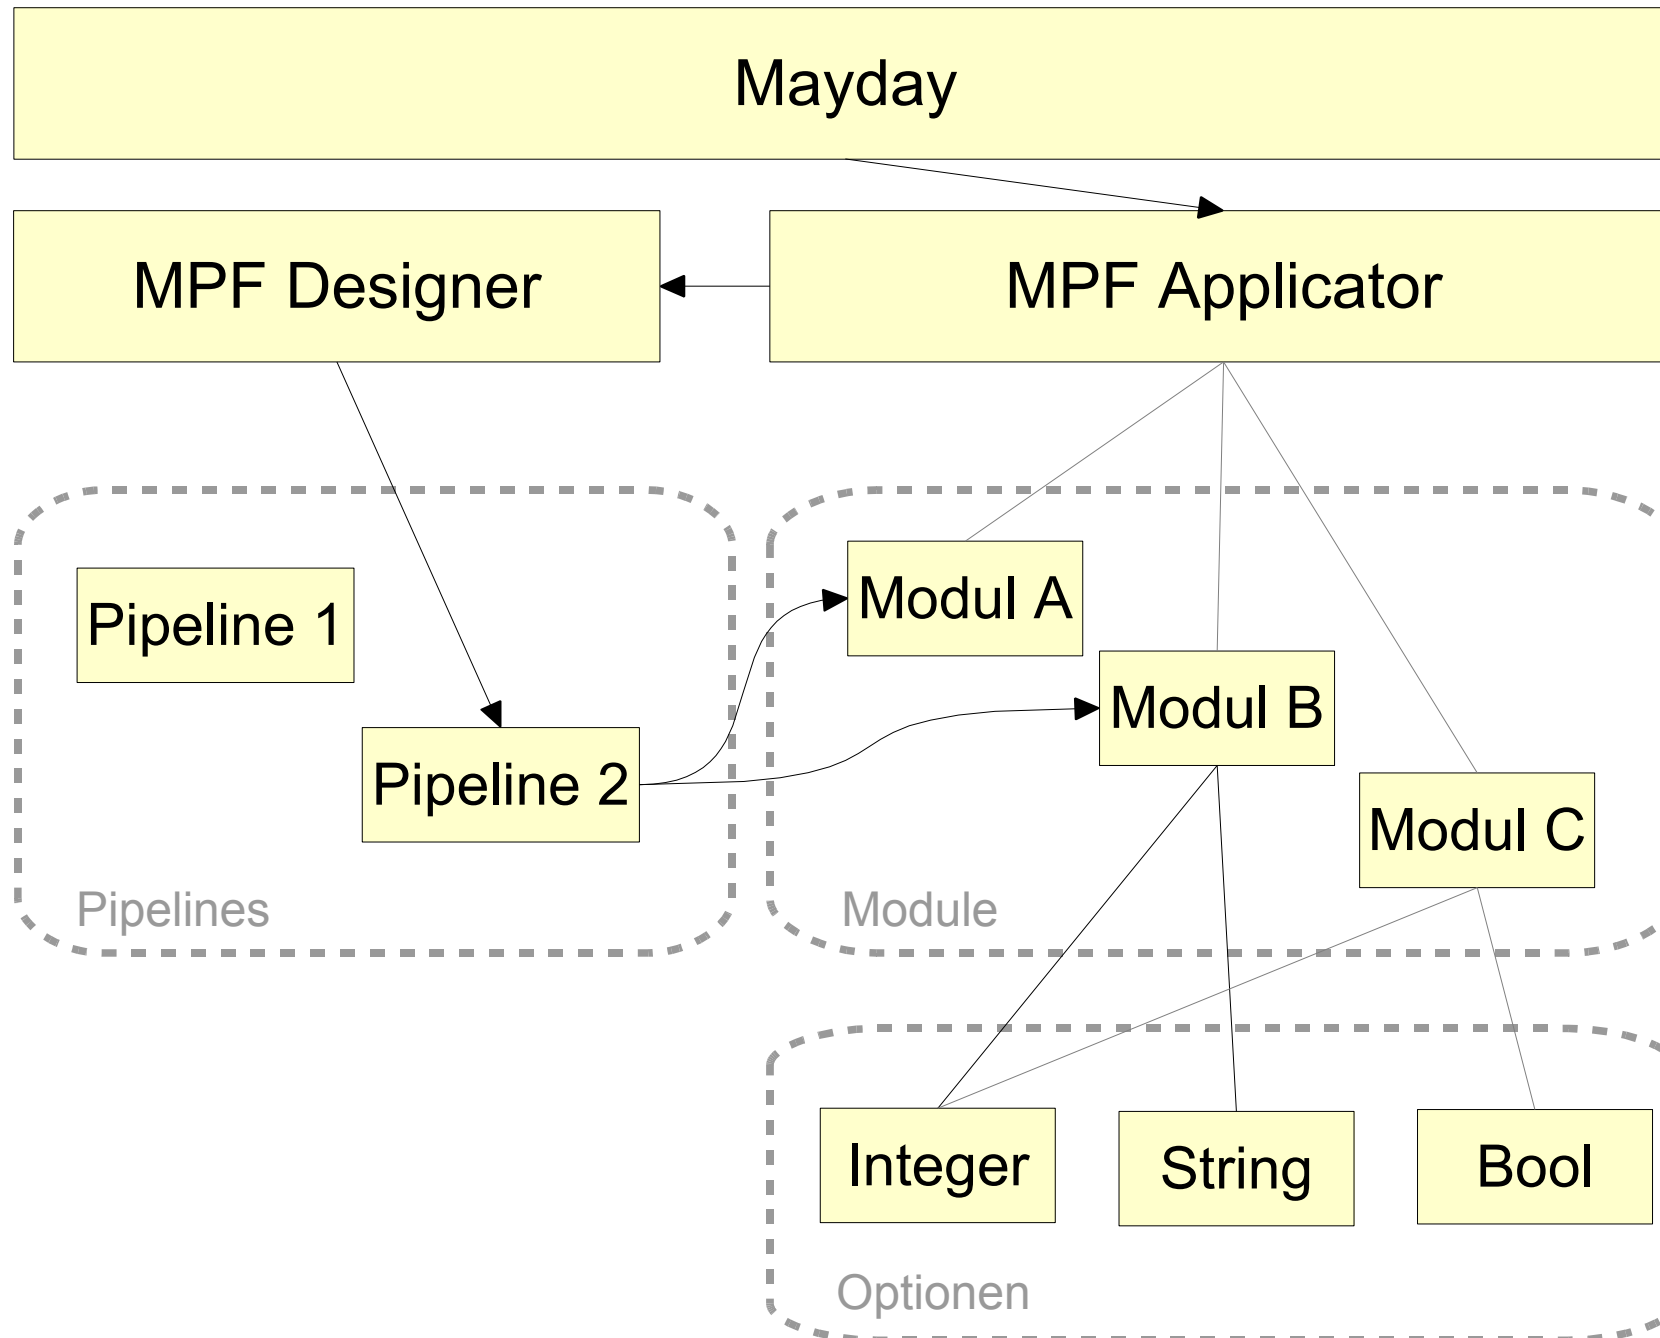 Mayday
MPF Designer
MPF Applicator
Pipeline 1
Pipeline 2
Pipelines
Modul A
Modul B
Modul C
Module
Integer
String
Bool
Optionen